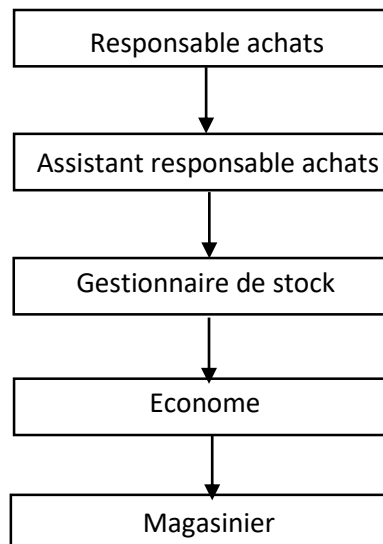 Responsable achats
Assistant responsable achats
Gestionnaire de stock
Econome
Magasinier